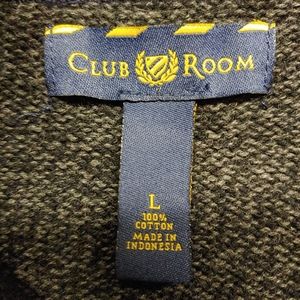 CLUB ROOM
L
100%
COTTON
MADE IN
INDONESIA